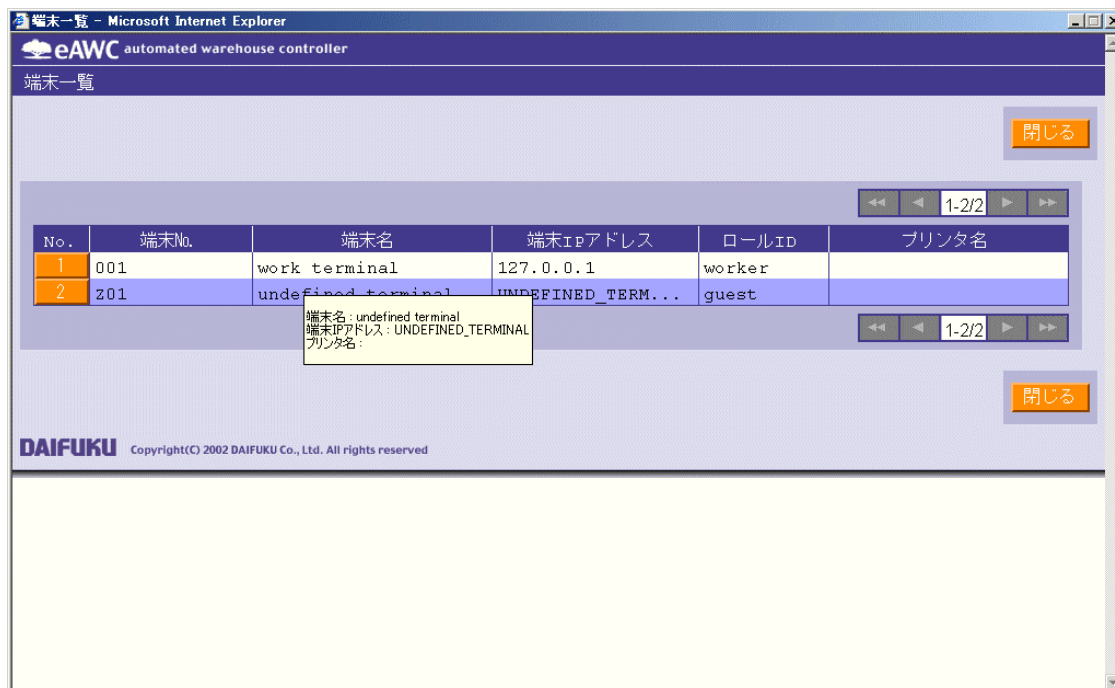 端末一覧 - Microsoft Internet Explorer
eAWC automated warehouse controller
端末一覧
閉じる
1-2/2
No. 端末No. 端末名 端末IPアドレス ロールID プリンタ名
1 001 work terminal 127.0.0.1 worker
2 Z01 undefined terminal UNDEFINED_TERM... guest
端末名 : undefined terminal
端末IPアドレス : UNDEFINED_TERMINAL
プリンタ名 :
1-2/2
閉じる
DAIFUKU Copyright(C) 2002 DAIFUKU Co., Ltd. All rights reserved